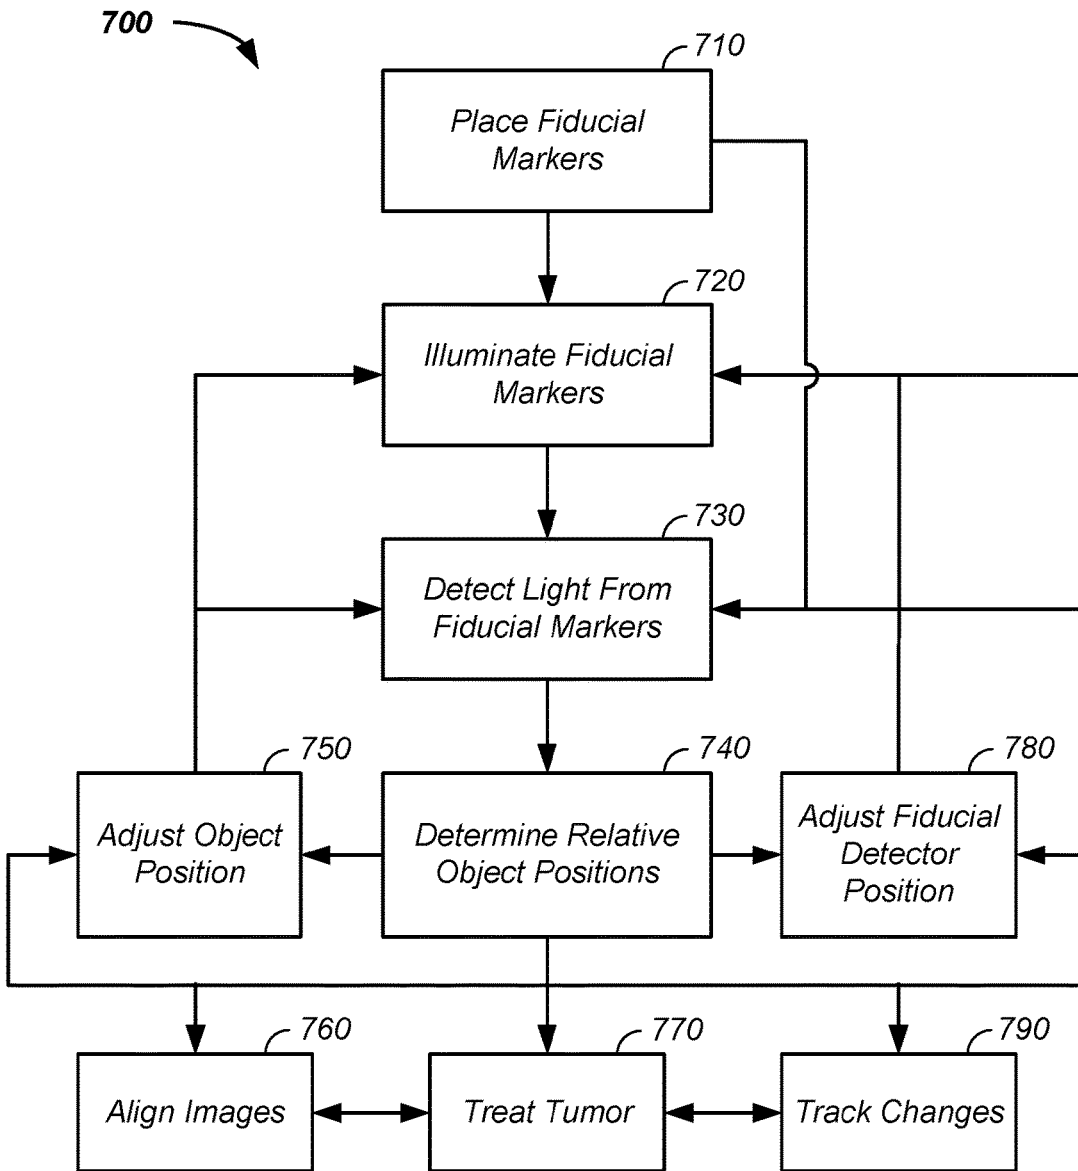 700
710
Place Fiducial
Markers
720
Illuminate Fiducial
Markers
730
Detect Light From
Fiducial Markers
750
Adjust Object
Position
740
Determine Relative
Object Positions
780
Adjust Fiducial
Detector
Position
760
Align Images
770
Treat Tumor
790
Track Changes